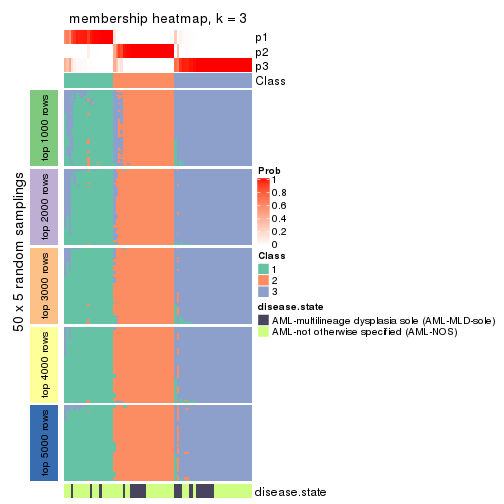 membership heatmap, k = 3
p1
p2
p3
Class
50 x 5 random samplings
top 1000 rows
top 2000 rows
top 3000 rows
top 4000 rows
top 5000 rows
Prob
1
0.8
0.6
0.4
0.2
0
Class
1
2
3
disease.state
AML-multilineage dysplasia sole (AML-MLD-sole)
AML-not otherwise specified (AML-NOS)
disease.state